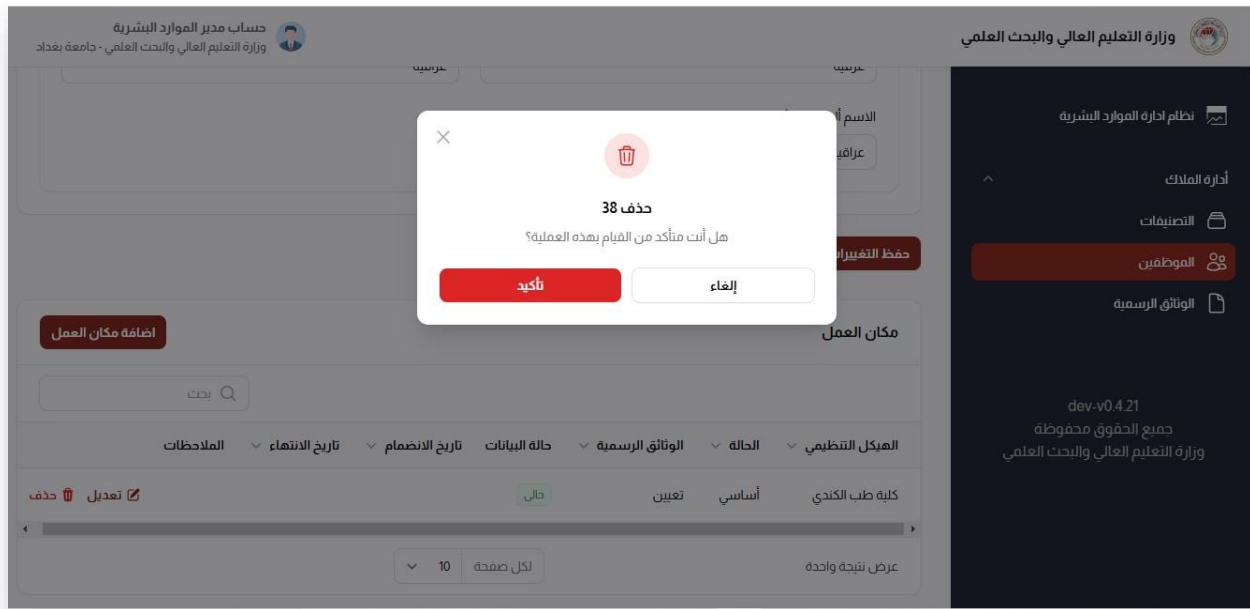 وزارة التعليم العالي والبحث العلمي
حساب مدير الموارد البشرية
وزارة التعليم العالي والبحث العلمي - جامعة بغداد
نظام ادارة الموارد البشرية
أدارة الملاك
التصنيفات
الموظفين
الوثائق الرسمية
dev-v0.4.21
جميع الحقوق محفوظة
وزارة التعليم العالي والبحث العلمي
الاسم
حذف 38
هل أنت متأكد من القيام بهذه العملية؟
إلغاء
تأكيد
حفظ
مكان العمل
اضافة مكان العمل
بحث
الهيكل التنظيمي
الحالة
الوثائق الرسمية
حالة البيانات
تاريخ الانضمام
تاريخ الانتهاء
الملاحظات
كلية طب الكندي
أساسي
تعيين
حالي
تعديل
حذف
عرض نتيجة واحدة
لكل صفحة
10